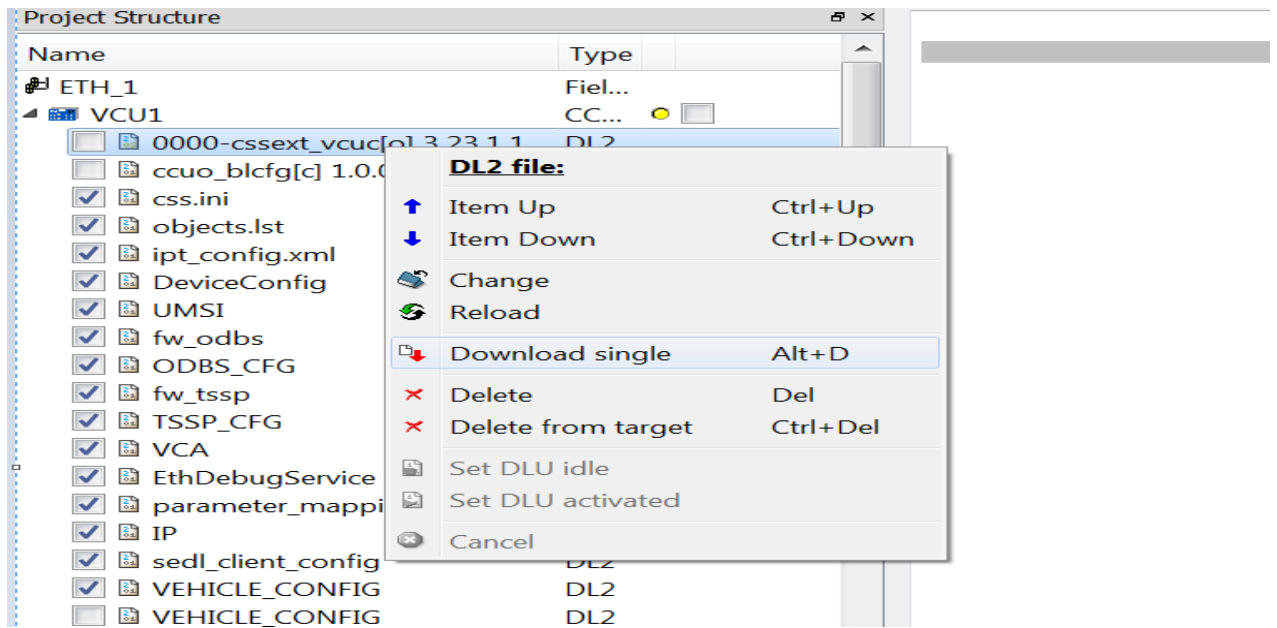 Project Structure
Name Type
ETH_1 Fiel...
VCU1 CC...
0000-cssext_vcuc[o] 3.23.1.1 DL2
ccuo_blcfg[c] 1.0.
css.ini
objects.lst
ipt_config.xml
DeviceConfig
UMSI
fw_odbs
ODBS_CFG
fw_tssp
TSSP_CFG
VCA
EthDebugService
parameter_mappi
IP
sedl_client_config DL2
VEHICLE_CONFIG DL2
VEHICLE_CONFIG DL2
DL2 file:
Item Up Ctrl+Up
Item Down Ctrl+Down
Change
Reload
Download single Alt+D
Delete Del
Delete from target Ctrl+Del
Set DLU idle
Set DLU activated
Cancel